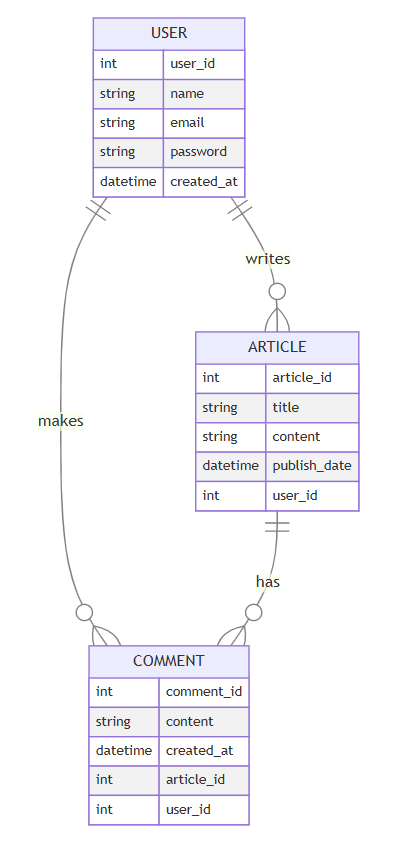 USER
int user_id
string name
string email
string password
datetime created_at
writes
ARTICLE
int article_id
string title
string content
datetime publish_date
int user_id
makes
has
COMMENT
int comment_id
string content
datetime created_at
int article_id
int user_id